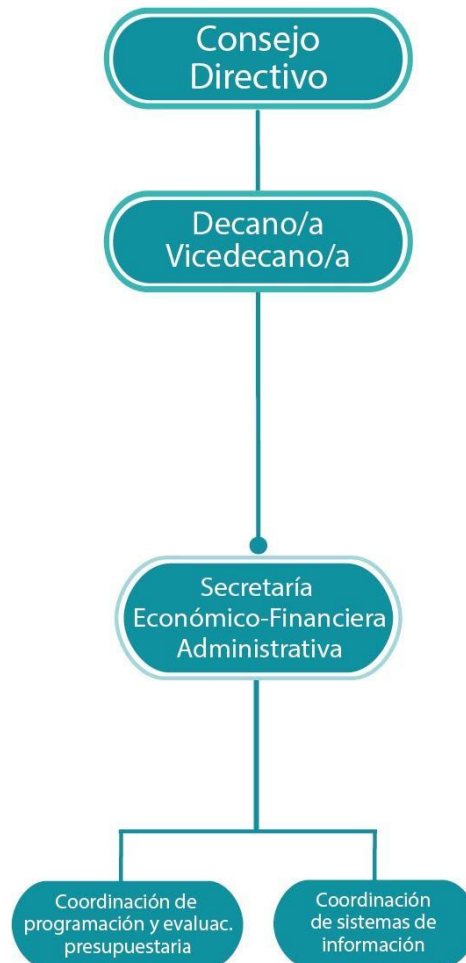 Consejo
Directivo
Decano/a
Vicedecano/a
Secretaría
Económico-Financiera
Administrativa
Coordinación de
programación y evaluac.
presupuestaria
Coordinación
de sistemas de
información